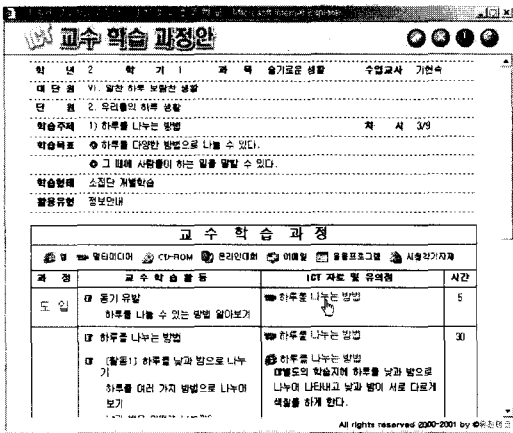 ICT 교수 학습 과정안
학 년 2 학 기 1 과 목 슬기로운 생활 수업교사 기현숙
대 단 원 Ⅵ. 알찬 하루 보람찬 생활
단 원 2. 우리들의 하루 생활
학습주제 1) 하루를 나누는 방법 차 시 3/9
학습목표 하루를 다양한 방법으로 나눌 수 있다.
그 때에 사람들이 하는 일을 말할 수 있다.
학습형태 소집단 개별학습
활용유형 정보안내
교 수 학 습 과 정
웹 멀티미디어 CD-ROM 온라인대화 이메일 응용프로그램 시청각기자재
과 정 교 수 학 습 활 동 ICT 자료 및 유의점 시간
도 입 동기 유발 하루를 나누는 방법 5
하루를 나눌 수 있는 방법 알아보기
하루를 나누는 방법 하루를 나누는 방법 30
[활동1] 하루를 낮과 밤으로 나누 하루를 나누는 방법
기 별도의 학습지에 하루를 낮과 밤으로
하루를 여러 가지 방법으로 나누어 나누어 나타내고 낮과 밤이 서로 다르게
보기 색칠을 하게 한다.
All rights reserved 2000-2001 by